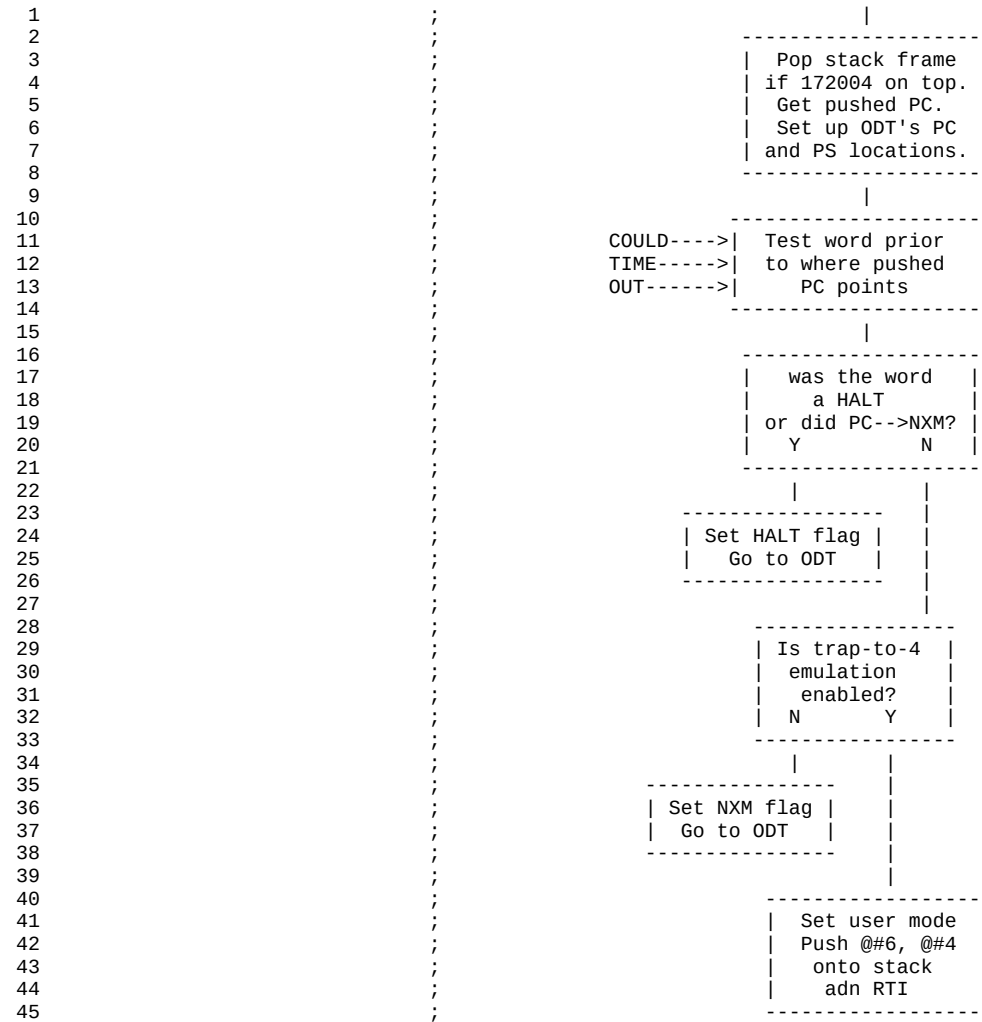 1 ; |
2 ; --------------------
3 ; | Pop stack frame
4 ; | if 172004 on top.
5 ; | Get pushed PC.
6 ; | Set up ODT's PC
7 ; | and PS locations.
8 ; --------------------
9 ; |
10 ; ---------------------
11 ; COULD---->| Test word prior
12 ; TIME----->| to where pushed
13 ; OUT------>| PC points
14 ; ---------------------
15 ; |
16 ; --------------------
17 ; | was the word |
18 ; | a HALT |
19 ; | or did PC-->NXM? |
20 ; | Y N |
21 ; --------------------
22 ; | |
23 ; ----------------- |
24 ; | Set HALT flag | |
25 ; | Go to ODT | |
26 ; ----------------- |
27 ; |
28 ; -----------------
29 ; | Is trap-to-4 |
30 ; | emulation |
31 ; | enabled? |
32 ; | N Y |
33 ; -----------------
34 ; | |
35 ; ---------------- |
36 ; | Set NXM flag | |
37 ; | Go to ODT | |
38 ; ---------------- |
39 ; |
40 ; ------------------
41 ; | Set user mode
42 ; | Push @#6, @#4
43 ; | onto stack
44 ; | adn RTI
45 ; ------------------